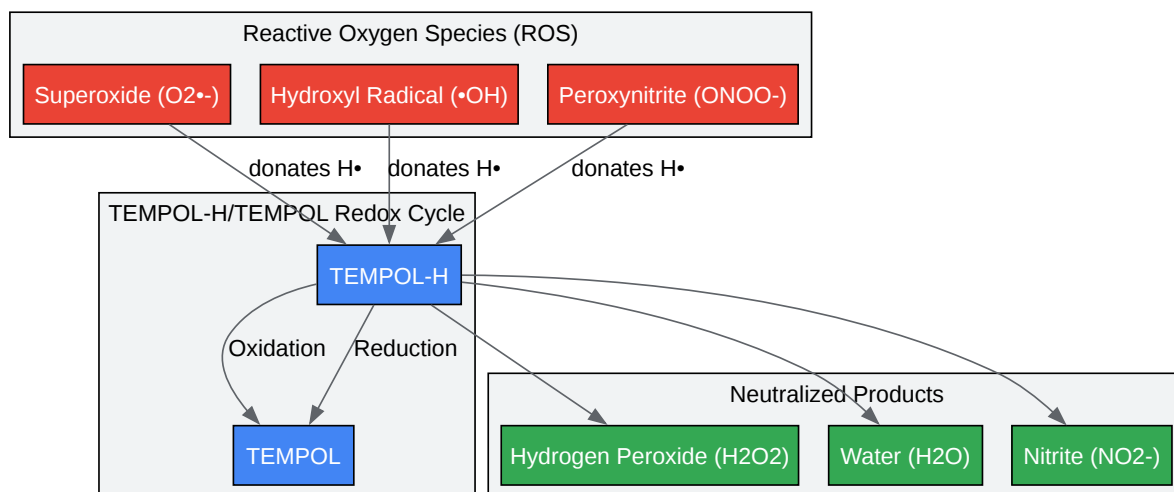 Reactive Oxygen Species (ROS)
Superoxide (O2•-)
Hydroxyl Radical (•OH)
Peroxynitrite (ONOO-)
donates H•
donates H•
donates H•
TEMPOL-H/TEMPOL Redox Cycle
TEMPOL-H
Oxidation
Reduction
TEMPOL
Neutralized Products
Hydrogen Peroxide (H2O2)
Water (H2O)
Nitrite (NO2-)